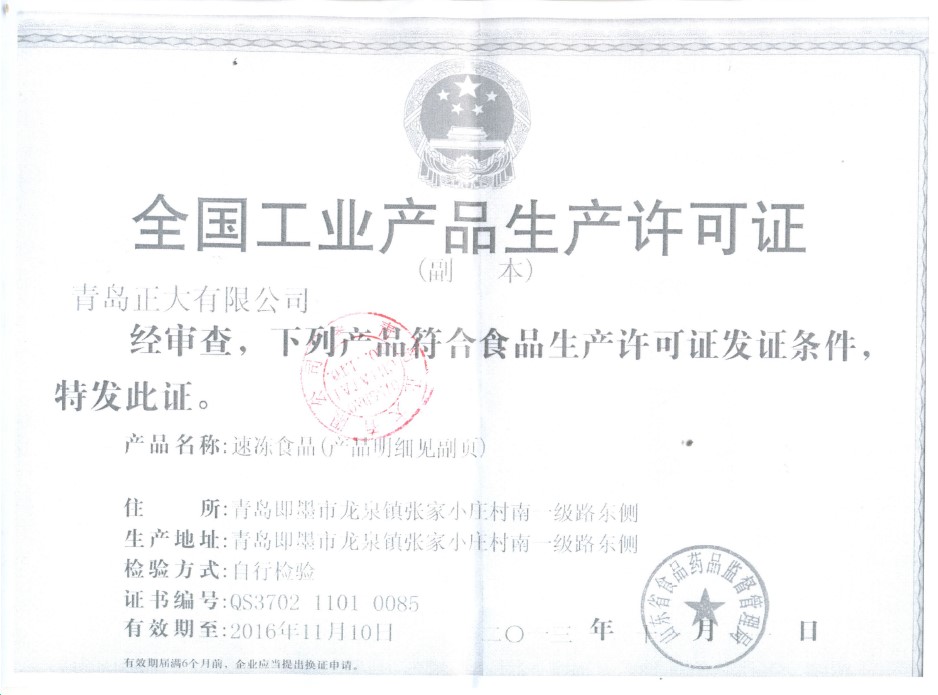 全国工业产品生产许可证
(副 本)
青岛正大有限公司
经审查，下列产品符合食品生产许可证发证条件，
特发此证。
产品名称:速冻食品(产品明细见副页)
住 所:青岛即墨市龙泉镇张家小庄村南一级路东侧
生产地址:青岛即墨市龙泉镇张家小庄村南一级路东侧
检验方式:自行检验
证书编号:QS3702 1101 0085
有效期至:2016年11月10日
山东省食品药品监督管理局
二〇一三 年 月 日
有效期届满6个月前，企业应当提出换证申请。